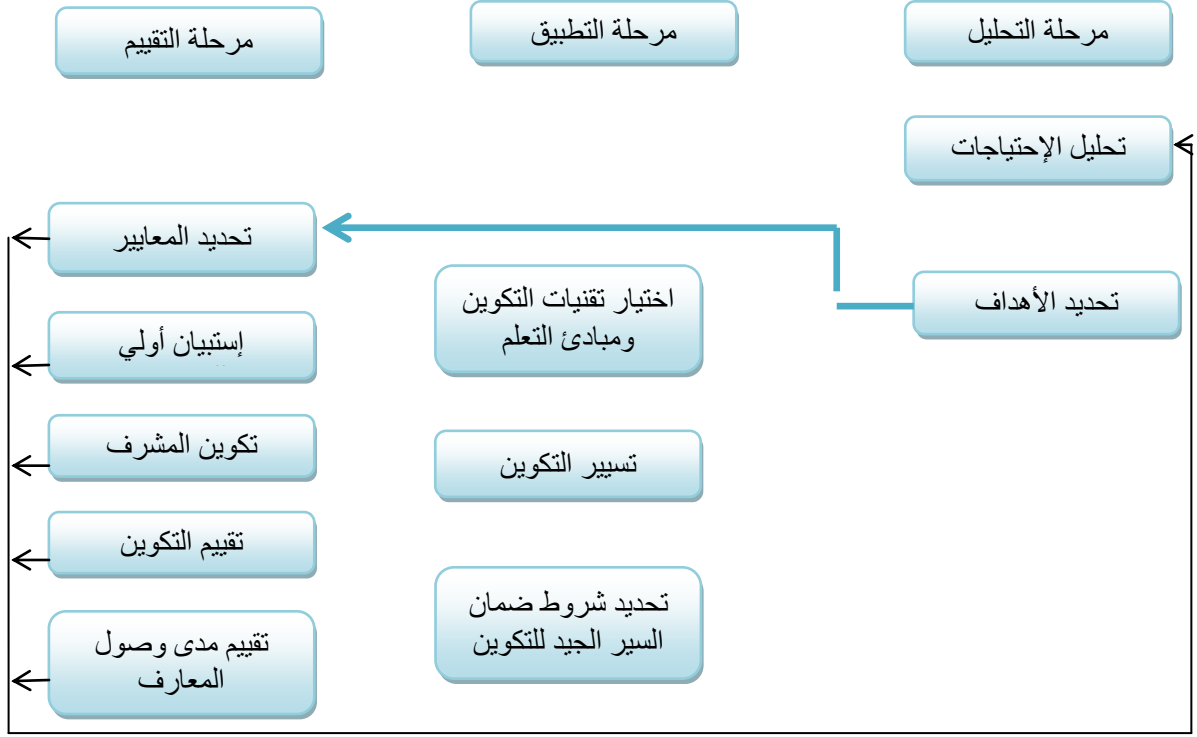 مرحلة التحليل
مرحلة التطبيق
مرحلة التقييم
تحليل الإحتياجات
تحديد الأهداف
اختيار تقنيات التكوين
ومبادئ التعلم
تسيير التكوين
تحديد شروط ضمان
السير الجيد للتكوين
تحديد المعايير
إستبيان أولي
تكوين المشرف
تقييم التكوين
تقييم مدى وصول
المعارف